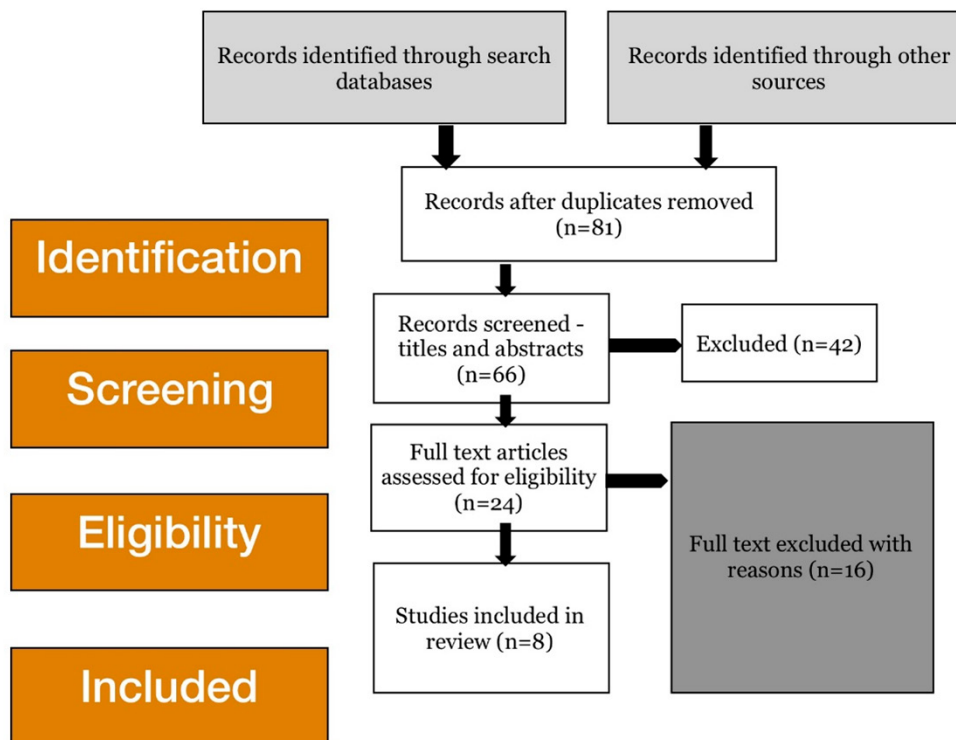 Records identified through search
databases
Records identified through other
sources
Records after duplicates removed
(n=81)
Identification
Records screened -
titles and abstracts
(n=66)
Excluded (n=42)
Screening
Full text articles
assessed for eligibility
(n=24)
Eligibility
Full text excluded with
reasons (n=16)
Studies included in
review (n=8)
Included